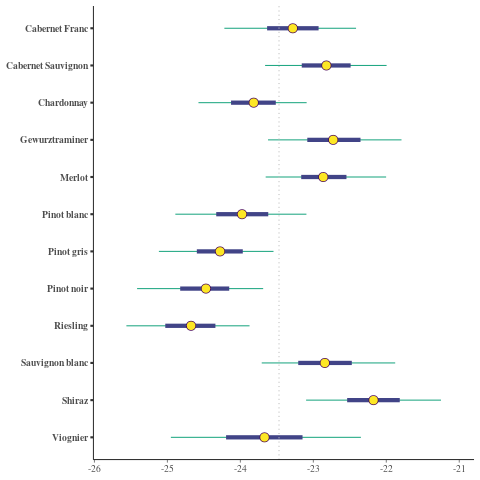 Cabernet Franc
Cabernet Sauvignon
Chardonnay
Gewurztraminer
Merlot
Pinot blanc
Pinot gris
Pinot noir
Riesling
Sauvignon blanc
Shiraz
Viognier
-26 -25 -24 -23 -22 -21